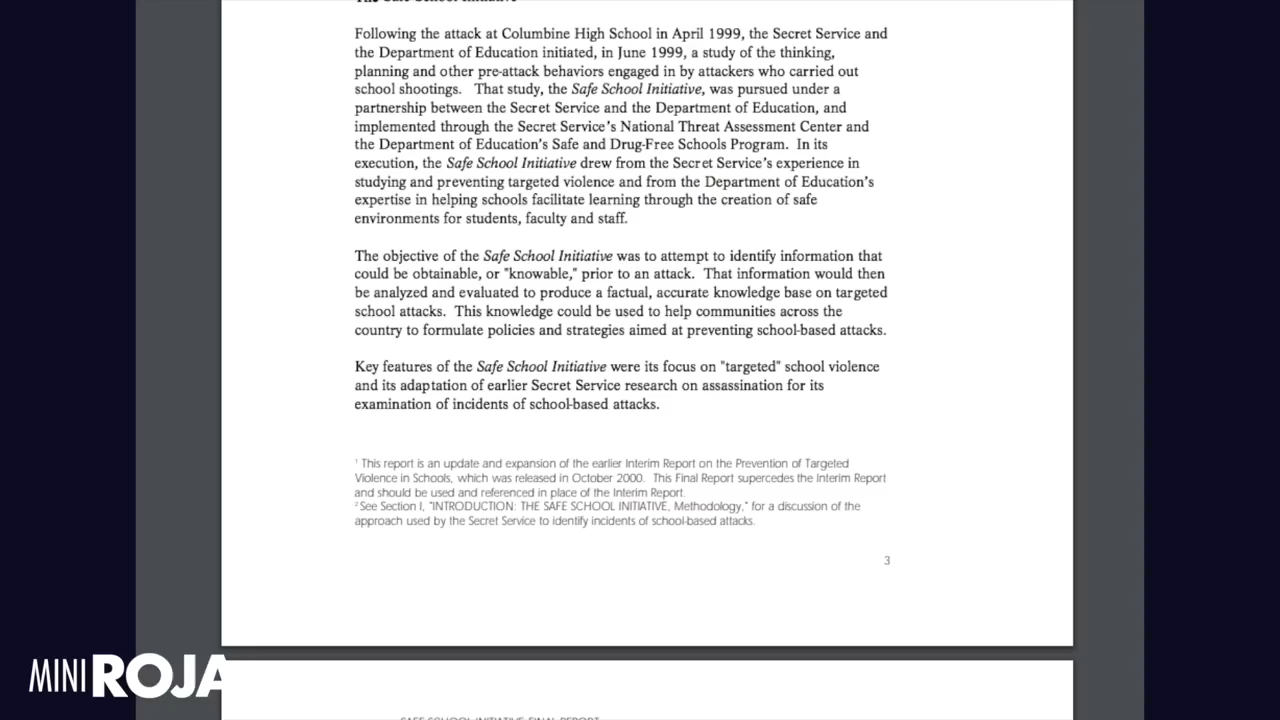 The Safe School Initiative
Following the attack at Columbine High School in April 1999, the Secret Service and
the Department of Education initiated, in June 1999, a study of the thinking,
planning and other pre-attack behaviors engaged in by attackers who carried out
school shootings.   That study, the Safe School Initiative, was pursued under a
partnership between the Secret Service and the Department of Education, and
implemented through the Secret Service's National Threat Assessment Center and
the Department of Education's Safe and Drug-Free Schools Program.  In its
execution, the Safe School Initiative drew from the Secret Service's experience in
studying and preventing targeted violence and from the Department of Education's
expertise in helping schools facilitate learning through the creation of safe
environments for students, faculty and staff.
The objective of the Safe School Initiative was to attempt to identify information that
could be obtainable, or "knowable," prior to an attack.  That information would then
be analyzed and evaluated to produce a factual, accurate knowledge base on targeted
school attacks.  This knowledge could be used to help communities across the
country to formulate policies and strategies aimed at preventing school-based attacks.
Key features of the Safe School Initiative were its focus on "targeted" school violence
and its adaptation of earlier Secret Service research on assassination for its
examination of incidents of school-based attacks.
¹ This report is an update and expansion of the earlier Interim Report on the Prevention of Targeted
Violence in Schools, which was released in October 2000.  This Final Report supercedes the Interim Report
and should be used and referenced in place of the Interim Report.
² See Section I, "INTRODUCTION: THE SAFE SCHOOL INITIATIVE, Methodology," for a discussion of the
approach used by the Secret Service to identify incidents of school-based attacks.
3
MINI ROJA
SAFE SCHOOL INITIATIVE FINAL REPORT